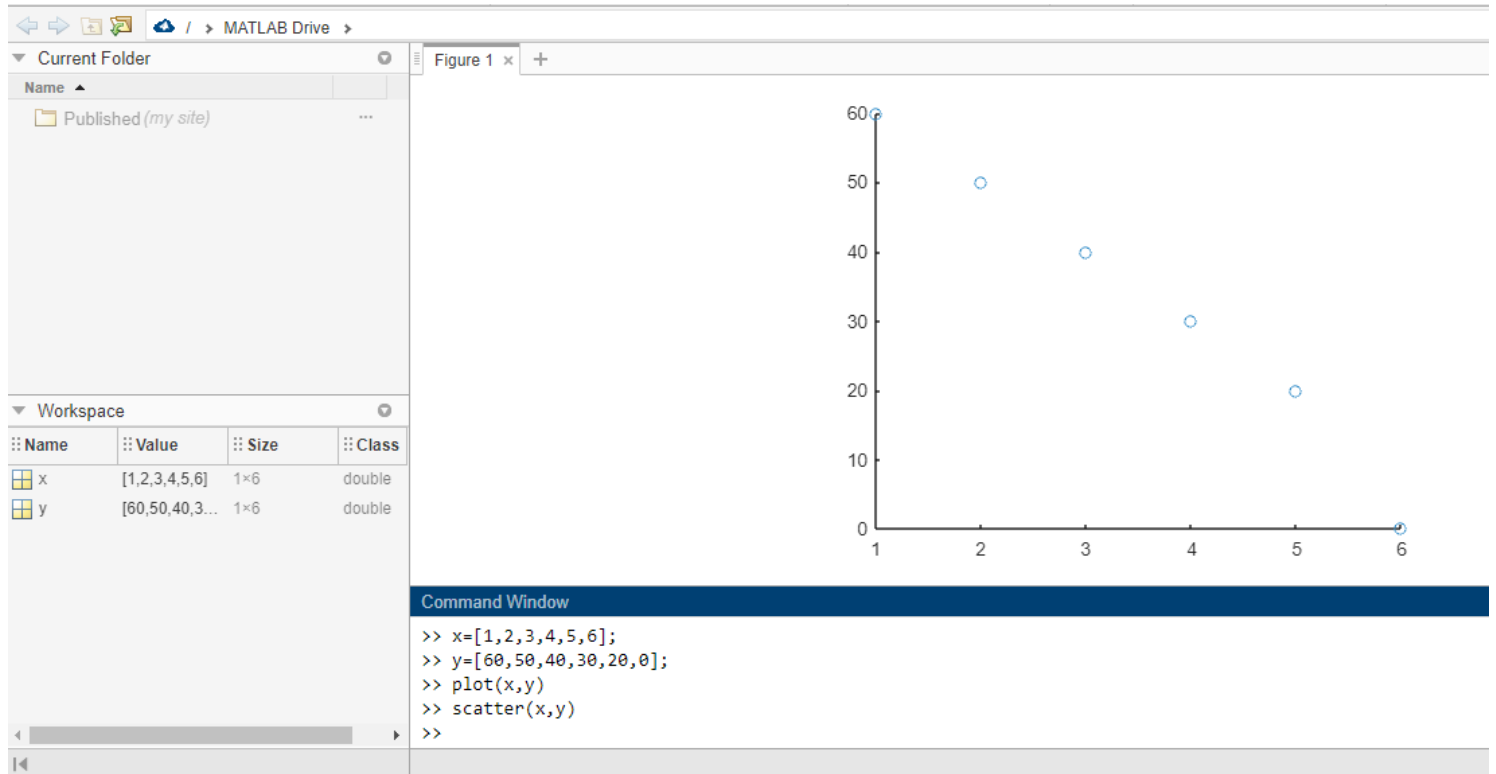 / > MATLAB Drive >
Current Folder
Name
Published (my site)
Workspace
Name Value Size Class
x [1,2,3,4,5,6] 1×6 double
y [60,50,40,3... 1×6 double
Figure 1 × +
60
50
40
30
20
10
0
1 2 3 4 5 6
Command Window
>> x=[1,2,3,4,5,6];
>> y=[60,50,40,30,20,0];
>> plot(x,y)
>> scatter(x,y)
>>